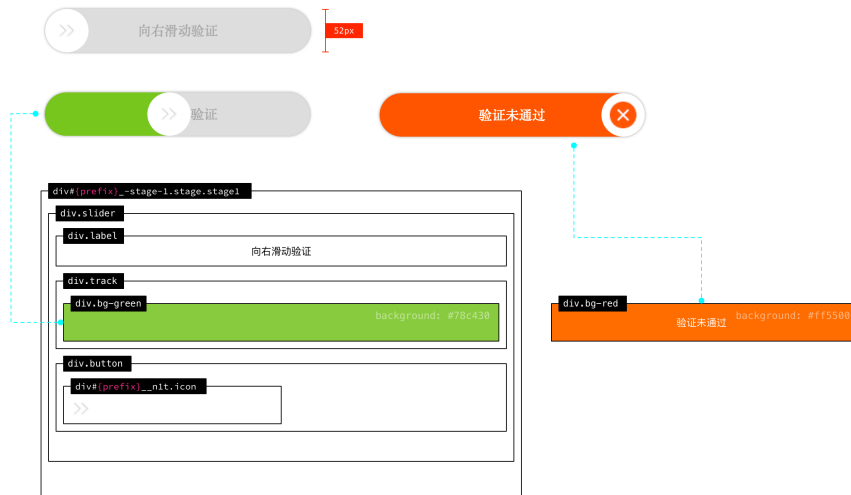 向右滑动验证
52px
验证
验证未通过
div#{prefix}_-stage-1.stage.stage1
div.slider
div.label
向右滑动验证
div.track
div.bg-green
background: #78c430
div.bg-red
background: #ff5500
验证未通过
div.button
div#{prefix}__n1t.icon